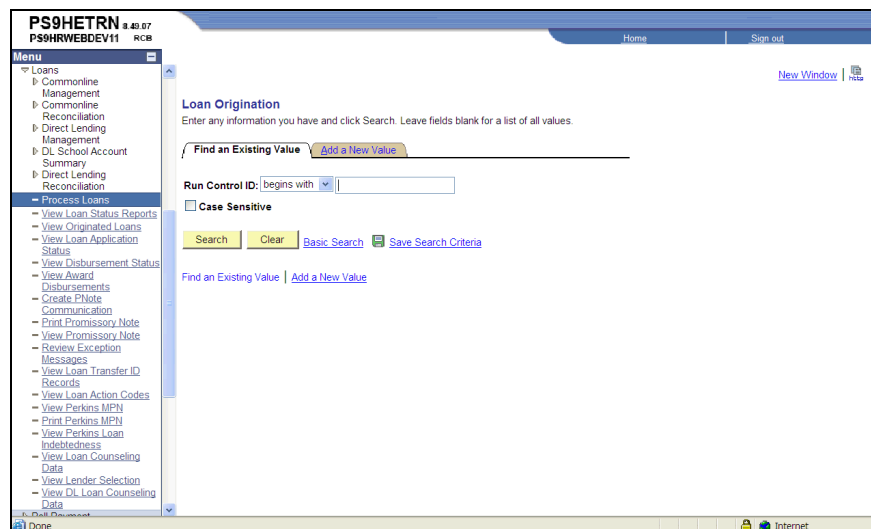 PS9HETRN 8.49.07
PS9HRWEBDEV11 RCB
Home
Sign out
Menu
Loans
Commonline
Management
Commonline
Reconciliation
Direct Lending
Management
DL School Account
Summary
Direct Lending
Reconciliation
Process Loans
View Loan Status Reports
View Originated Loans
View Loan Application
Status
View Disbursement Status
View Award
Disbursements
Create PNote
Communication
Print Promissory Note
View Promissory Note
Review Exception
Messages
View Loan Transfer ID
Records
View Loan Action Codes
View Perkins MPN
Print Perkins MPN
View Perkins Loan
Indebtedness
View Loan Counseling
Data
View Lender Selection
View DL Loan Counseling
Data
New Window
http
Loan Origination
Enter any information you have and click Search. Leave fields blank for a list of all values.
Find an Existing Value
Add a New Value
Run Control ID: begins with
Case Sensitive
Search Clear Basic Search Save Search Criteria
Find an Existing Value | Add a New Value
Done
Internet